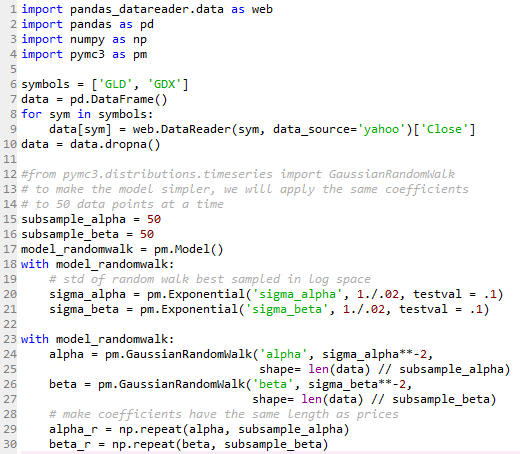 1 import pandas_datareader.data as web
2 import pandas as pd
3 import numpy as np
4 import pymc3 as pm
5
6 symbols = ['GLD', 'GDX']
7 data = pd.DataFrame()
8 for sym in symbols:
9     data[sym] = web.DataReader(sym, data_source='yahoo')['Close']
10 data = data.dropna()
11
12 #from pymc3.distributions.timeseries import GaussianRandomWalk
13 # to make the model simpler, we will apply the same coefficients
14 # to 50 data points at a time
15 subsample_alpha = 50
16 subsample_beta = 50
17 model_randomwalk = pm.Model()
18 with model_randomwalk:
19     # std of random walk best sampled in log space
20     sigma_alpha = pm.Exponential('sigma_alpha', 1./.02, testval = .1)
21     sigma_beta = pm.Exponential('sigma_beta', 1./.02, testval = .1)
22
23 with model_randomwalk:
24     alpha = pm.GaussianRandomWalk('alpha', sigma_alpha**-2,
25                                   shape= len(data) // subsample_alpha)
26     beta = pm.GaussianRandomWalk('beta', sigma_beta**-2,
27                                  shape= len(data) // subsample_beta)
28     # make coefficients have the same length as prices
29     alpha_r = np.repeat(alpha, subsample_alpha)
30     beta_r = np.repeat(beta, subsample_beta)